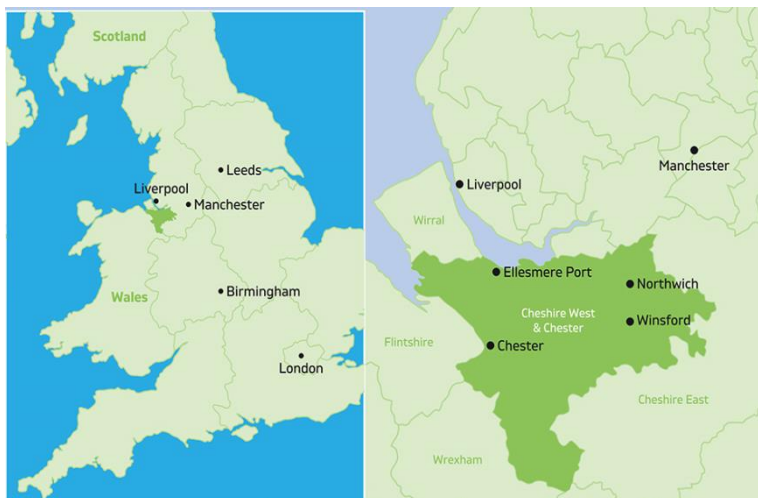 Scotland
Leeds
Liverpool
Manchester
Wales
Birmingham
London
Manchester
Liverpool
Wirral
Ellesmere Port
Northwich
Cheshire West
& Chester
Winsford
Flintshire
Chester
Cheshire East
Wrexham